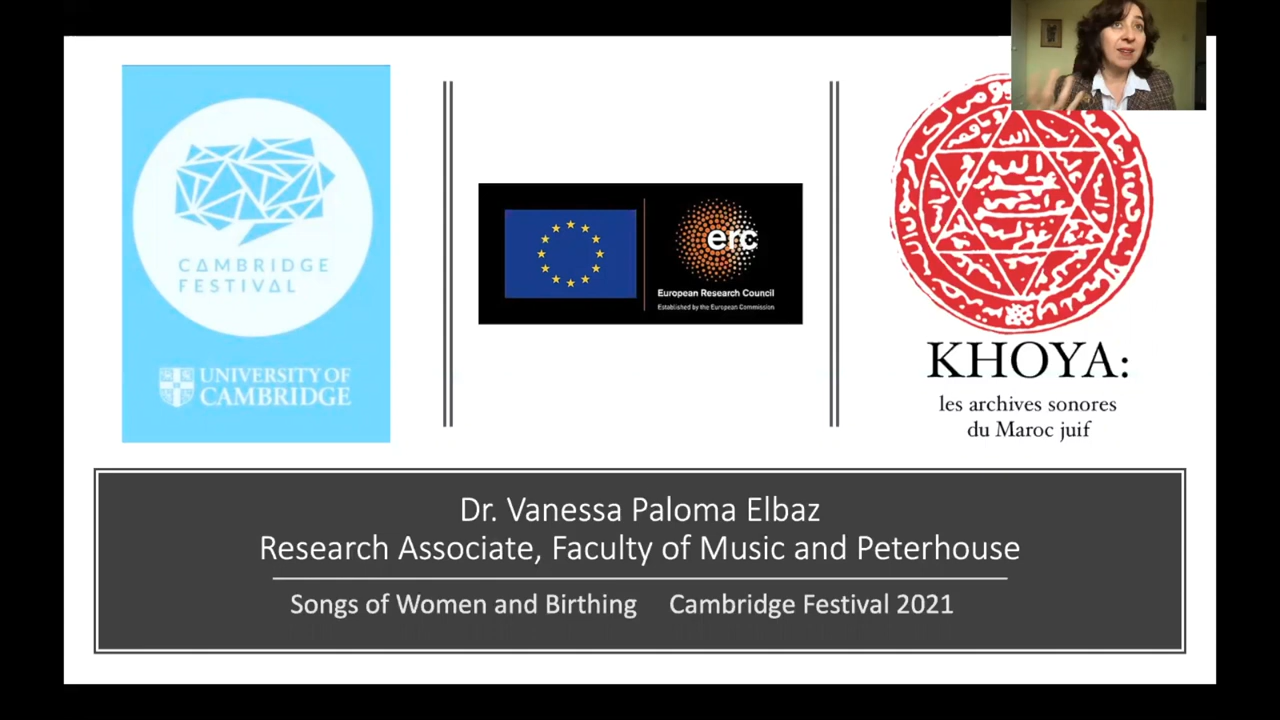 CAMBRIDGE
FESTIVAL
UNIVERSITY OF
CAMBRIDGE
erc
European Research Council
Established by the European Commission
KHOYA:
les archives sonores
du Maroc juif
Dr. Vanessa Paloma Elbaz
Research Associate, Faculty of Music and Peterhouse
Songs of Women and Birthing Cambridge Festival 2021